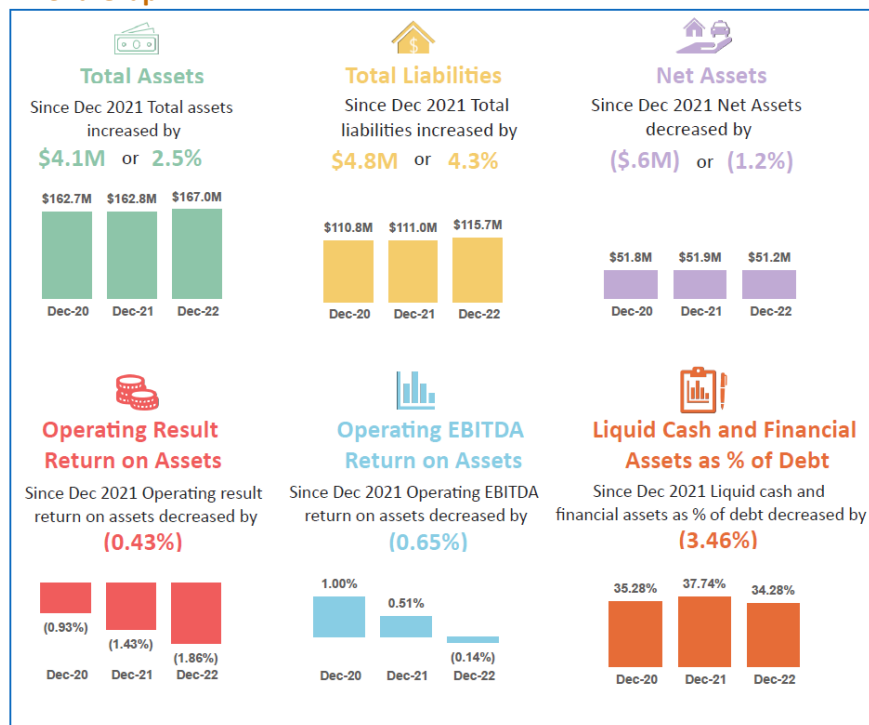 $
Total Assets
Since Dec 2021 Total assets
increased by
$4.1M or 2.5%
$162.7M $162.8M $167.0M
Dec-20 Dec-21 Dec-22
Total Liabilities
Since Dec 2021 Total
liabilities increased by
$4.8M or 4.3%
$110.8M $111.0M $115.7M
Dec-20 Dec-21 Dec-22
Net Assets
Since Dec 2021 Net Assets
decreased by
($.6M) or (1.2%)
$51.8M $51.9M $51.2M
Dec-20 Dec-21 Dec-22
Operating Result
Return on Assets
Since Dec 2021 Operating result
return on assets decreased by
(0.43%)
(0.93%) (1.43%) (1.86%)
Dec-20 Dec-21 Dec-22
Operating EBITDA
Return on Assets
Since Dec 2021 Operating EBITDA
return on assets decreased by
(0.65%)
1.00% 0.51% (0.14%)
Dec-20 Dec-21 Dec-22
Liquid Cash and Financial
Assets as % of Debt
Since Dec 2021 Liquid cash and
financial assets as % of debt decreased by
(3.46%)
35.28% 37.74% 34.28%
Dec-20 Dec-21 Dec-22